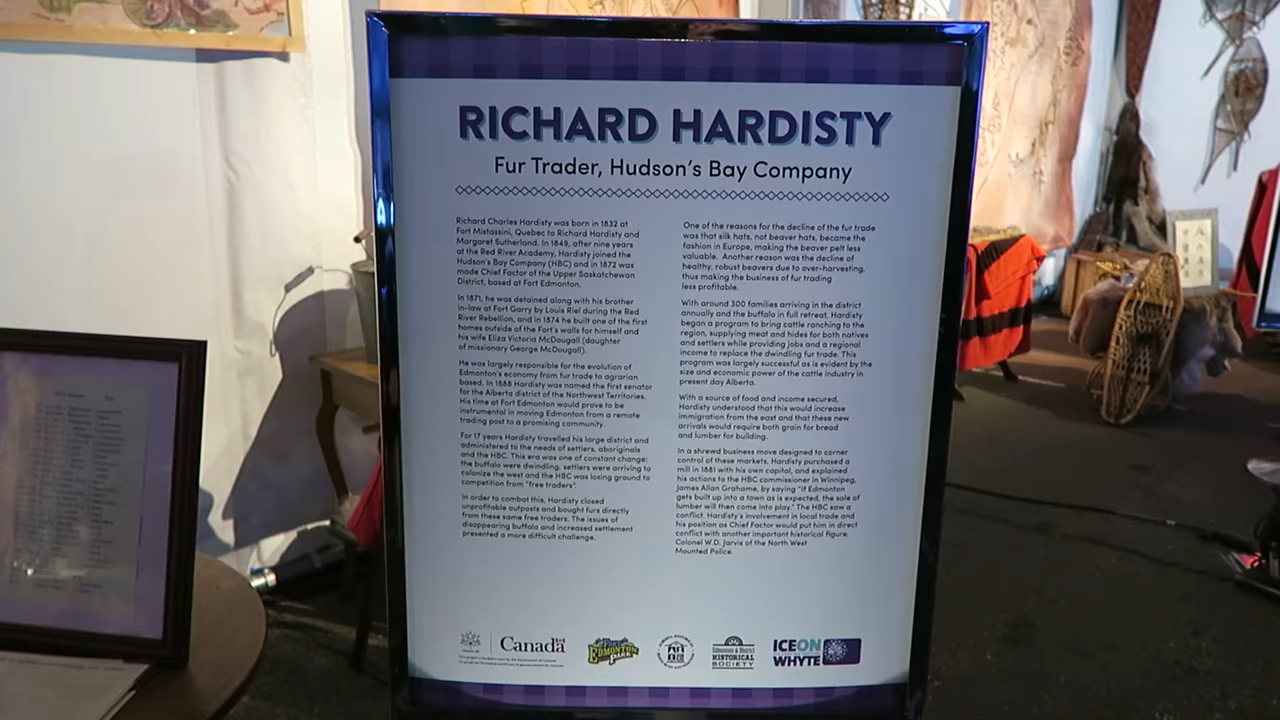 RICHARD HARDISTY
Fur Trader, Hudson's Bay Company
Richard Charles Hardisty was born in 1832 at
Fort Mistassini, Quebec to Richard Hardisty and
Margaret Sutherland. In 1849, after nine years
at the Red River Academy, Hardisty joined the
Hudson's Bay Company (HBC) and in 1872 was
made Chief Factor of the Upper Saskatchewan
District, based at Fort Edmonton.
In 1871, he was detained along with his brother
in-law at Fort Garry by Louis Riel during the Red
River Rebellion, and in 1874 he built one of the first
homes outside of the Fort's walls for himself and
his wife Eliza Victoria McDougall (daughter
of missionary George McDougall).
He was largely responsible for the evolution of
Edmonton's economy from fur trade to agrarian
based. In 1888 Hardisty was named the first senator
for the Alberta district of the Northwest Territories.
His time at Fort Edmonton would prove to be
instrumental in moving Edmonton from a remote
trading post to a promising community.
For 17 years Hardisty travelled his large district and
administered to the needs of settlers, aboriginals
and the HBC. This era was one of constant change:
the buffalo were dwindling, settlers were arriving to
colonize the west and the HBC was losing ground to
competition from "free traders".
In order to combat this, Hardisty closed
unprofitable outposts and bought furs directly
from these same free traders. The issues of
disappearing buffalo and increased settlement
presented a more difficult challenge.
One of the reasons for the decline of the fur trade
was that silk hats, not beaver hats, became the
fashion in Europe, making the beaver pelt less
valuable. Another reason was the decline of
healthy, robust beavers due to over-harvesting,
thus making the business of fur trading
less profitable.
With around 300 families arriving in the district
annually and the buffalo in full retreat, Hardisty
began a program to bring cattle ranching to the
region, supplying meat and hides for both natives
and settlers while providing jobs and a regional
income to replace the dwindling fur trade. This
program was largely successful as is evident by the
size and economic power of the cattle industry in
present day Alberta.
With a source of food and income secured,
Hardisty understood that this would increase
immigration from the east and that these new
arrivals would require both grain for bread
and lumber for building.
In a shrewd business move designed to corner
control of these markets, Hardisty purchased a
mill in 1881 with his own capital, and explained
his actions to the HBC commissioner in Winnipeg,
James Allan Grahame, by saying "If Edmonton
gets built up into a town as is expected, the sale of
lumber will then come into play." The HBC saw a
conflict. Hardisty's involvement in local trade and
his position as Chief Factor would put him in direct
conflict with another important historical figure,
Colonel W.D. Jarvis of the North West
Mounted Police.
Canada
FORT EDMONTON PARK
Edmonton & District
HISTORICAL
SOCIETY
ICE ON
WHYTE